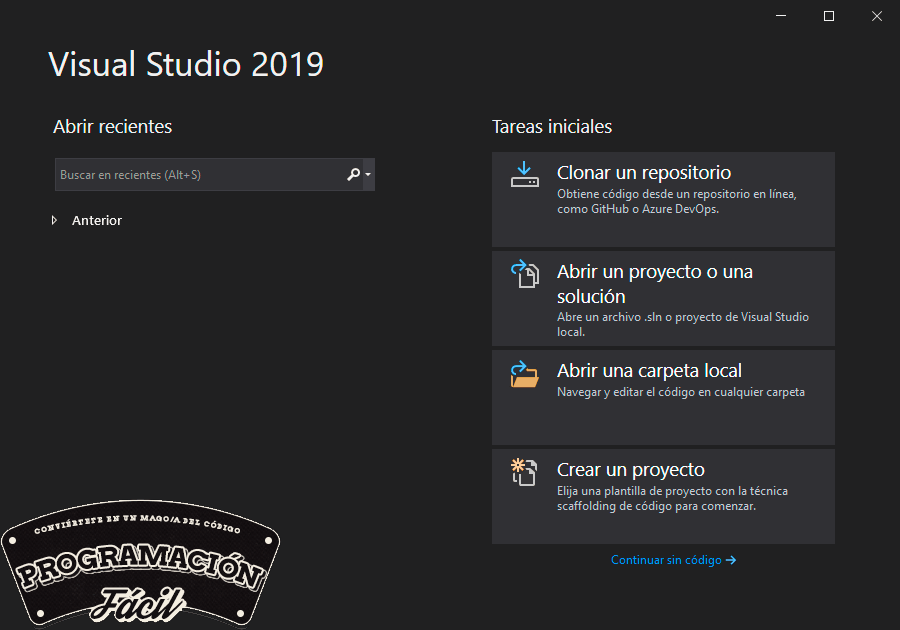 Visual Studio 2019
Abrir recientes
Buscar en recientes (Alt+S)
Anterior
Tareas iniciales
Clonar un repositorio
Obtiene código desde un repositorio en línea,
como GitHub o Azure DevOps.
Abrir un proyecto o una
solución
Abre un archivo .sln o proyecto de Visual Studio
local.
Abrir una carpeta local
Navegar y editar el código en cualquier carpeta
Crear un proyecto
Elija una plantilla de proyecto con la técnica
scaffolding de código para comenzar.
Continuar sin código
CONVIÉRTETE EN UN MAGO/A DEL CÓDIGO
PROGRAMACIÓN
Fácil